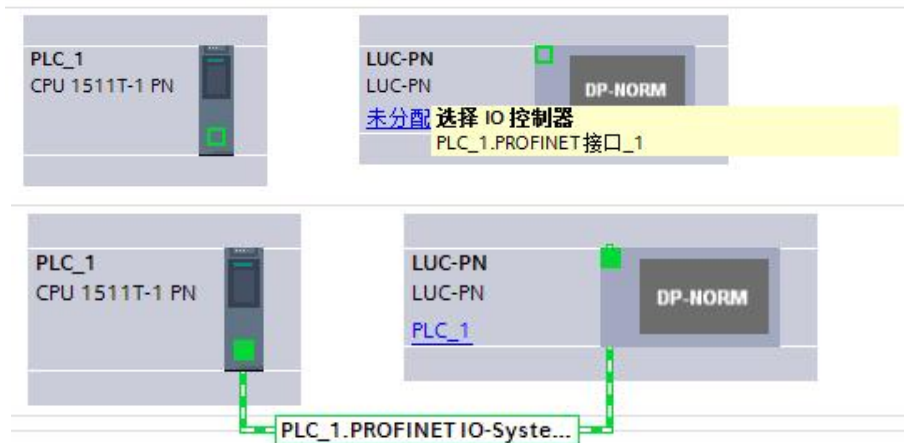 PLC_1
CPU 1511T-1 PN
LUC-PN
LUC-PN
DP-NORM
未分配
选择 IO 控制器
PLC_1.PROFINET接口_1
PLC_1
CPU 1511T-1 PN
LUC-PN
LUC-PN
DP-NORM
PLC_1
PLC_1.PROFINET IO-Syste...